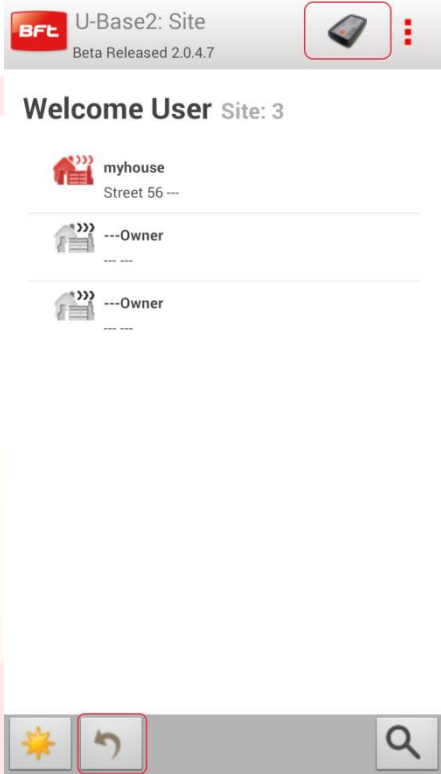 BFt
U-Base2: Site
Beta Released 2.0.4.7
Welcome User Site: 3
myhouse
Street 56 ---
---Owner
--- ---
---Owner
--- ---